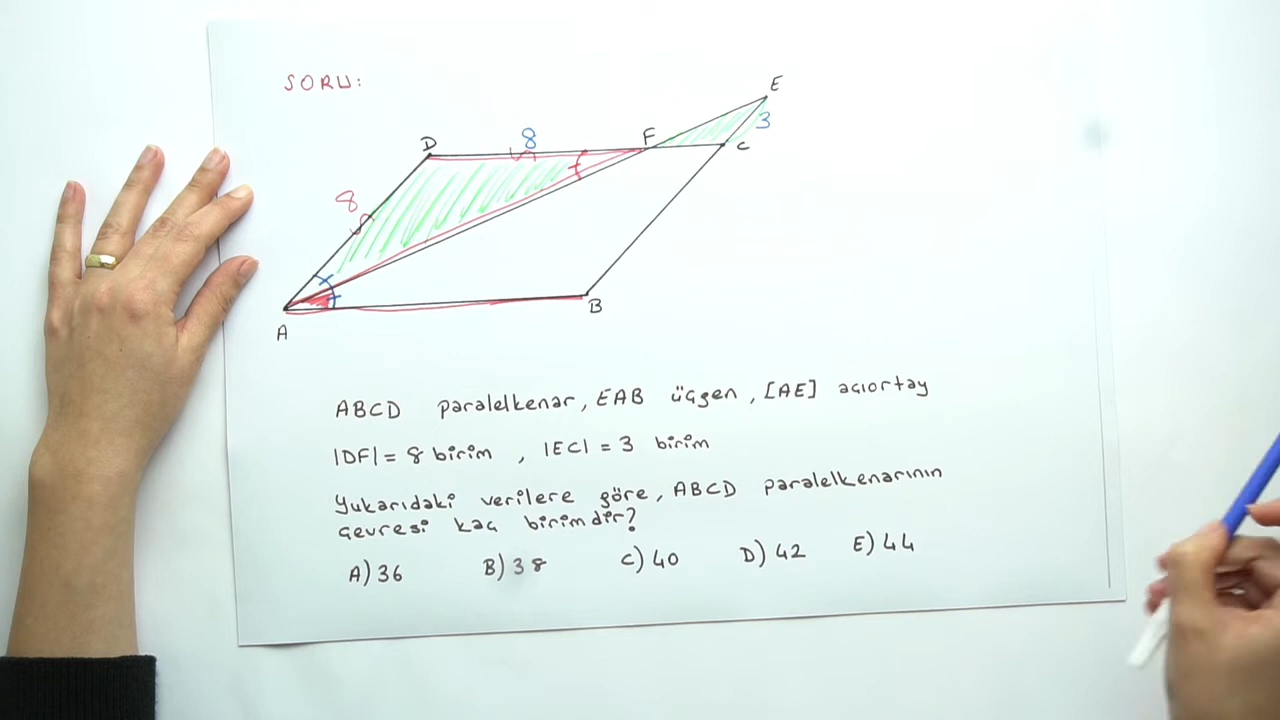 SORU:
E
3
D
8
F
C
8
B
A
ABCD paralelkenar, EAB üçgen, [AE] açıortay
|DF| = 8 birim , |EC| = 3 birim
Yukarıdaki verilere göre, ABCD paralelkenarının
çevresi kaç birimdir?
A) 36 B) 38 C) 40 D) 42 E) 44